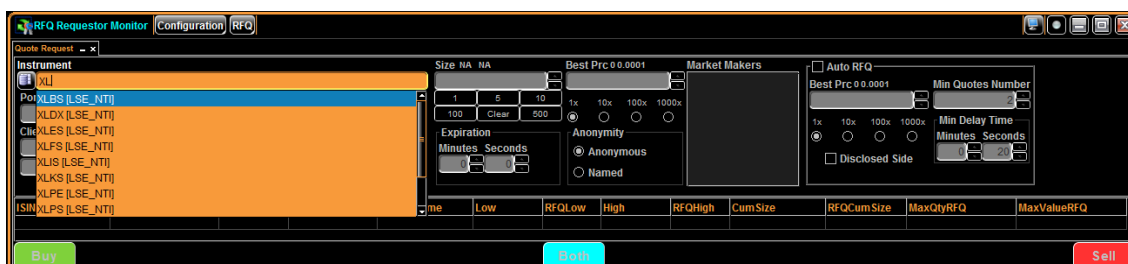 RFQ Requestor Monitor Configuration RFQ
Quote Request
Instrument Size NA NA Best Prc 0 0.0001 Market Makers Auto RFQ
XL
Best Prc 0 0.0001 Min Quotes Number
2
XLBS [LSE_NTI]
XLDX [LSE_NTI]
XLES [LSE_NTI]
XLFS [LSE_NTI]
XLIS [LSE_NTI]
XLKS [LSE_NTI]
XLPE [LSE_NTI]
XLPS [LSE_NTI]
1 5 10
100 Clear 500
1x 10x 100x 1000x
Expiration
Minutes Seconds
0 0
Anonymity
Anonymous
Named
1x 10x 100x 1000x
Disclosed Side
Min Delay Time
Minutes Seconds
0 20
ISIN me Low RFQLow High RFQHigh CumSize RFQCumSize MaxQtyRFQ MaxValueRFQ
Buy Both Sell